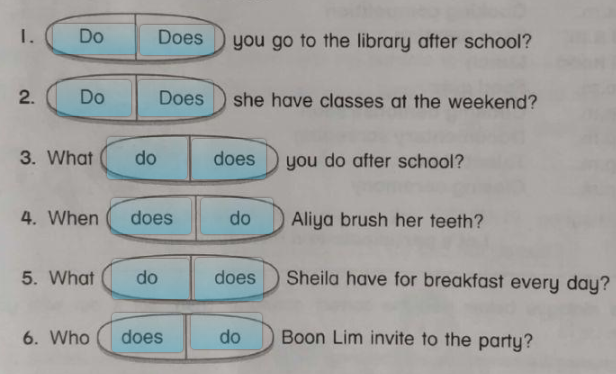 1. Do Does you go to the library after school?
2. Do Does she have classes at the weekend?
3. What do does you do after school?
4. When does do Aliya brush her teeth?
5. What do does Sheila have for breakfast every day?
6. Who does do Boon Lim invite to the party?